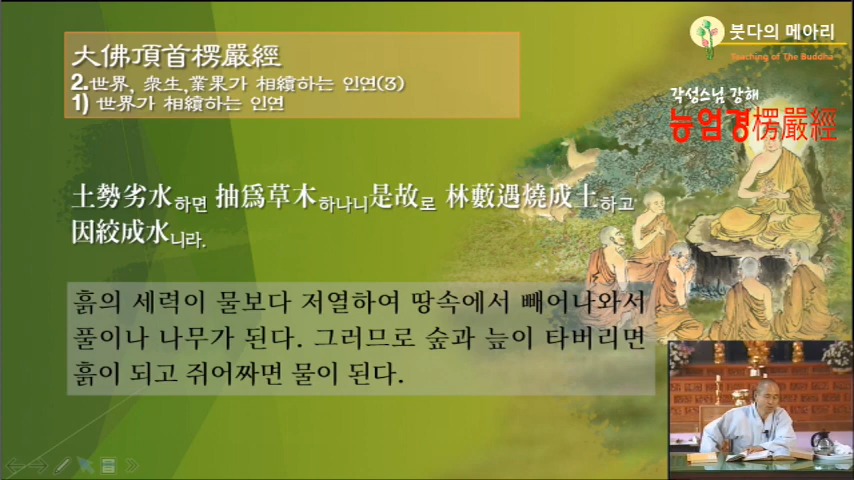 大佛頂首楞嚴經
2.世界, 衆生,業果가 相續하는 인연(3)
1) 世界가 相續하는 인연
붓다의 메아리
Teaching of The Buddha
각성스님 강해
능엄경楞嚴經
土勢劣水하면 抽爲草木하나니是故로 林藪遇燒成土하고
因絞成水니라.
흙의 세력이 물보다 저열하여 땅속에서 빼어나와서
풀이나 나무가 된다. 그러므로 숲과 늪이 타버리면
흙이 되고 쥐어짜면 물이 된다.